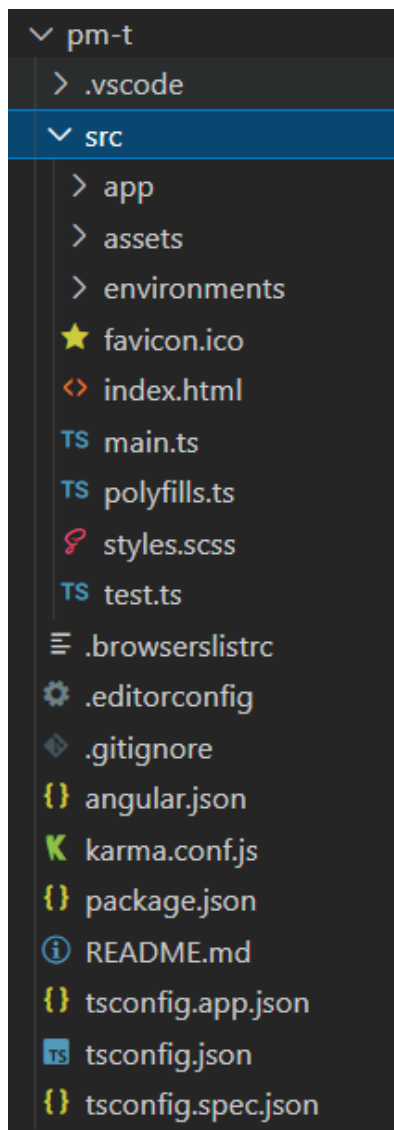 pm-t
.vscode
src
app
assets
environments
favicon.ico
index.html
TS main.ts
TS polyfills.ts
styles.scss
TS test.ts
.browserslistrc
.editorconfig
.gitignore
{} angular.json
karma.conf.js
{} package.json
README.md
{} tsconfig.app.json
TS tsconfig.json
{} tsconfig.spec.json